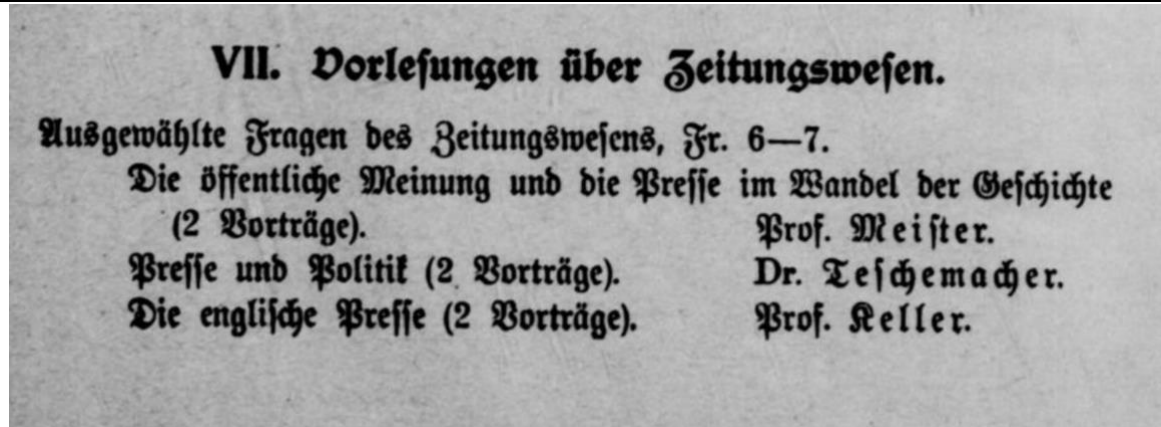 VII. Vorlesungen über Zeitungswesen.
Ausgewählte Fragen des Zeitungswesens, Fr. 6—7.
Die öffentliche Meinung und die Presse im Wandel der Geschichte
(2 Vorträge). Prof. Meister.
Presse und Politik (2 Vorträge). Dr. Teschemacher.
Die englische Presse (2 Vorträge). Prof. Keller.